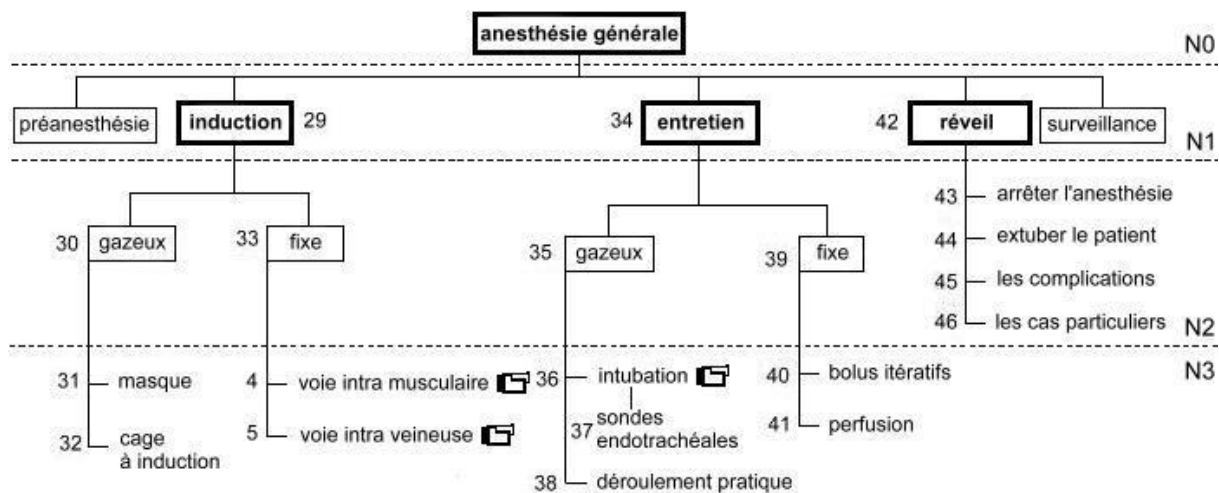 anesthésie générale
N0
préanesthésie
induction 29
34 entretien
42 réveil
surveillance
N1
30 gazeux
33 fixe
35 gazeux
39 fixe
43 arrêter l'anesthésie
44 extuber le patient
45 les complications
46 les cas particuliers
N2
N3
31 masque
32 cage
à induction
4 voie intra musculaire
5 voie intra veineuse
36 intubation
37 sondes
endotrachéales
38 déroulement pratique
40 bolus itératifs
41 perfusion